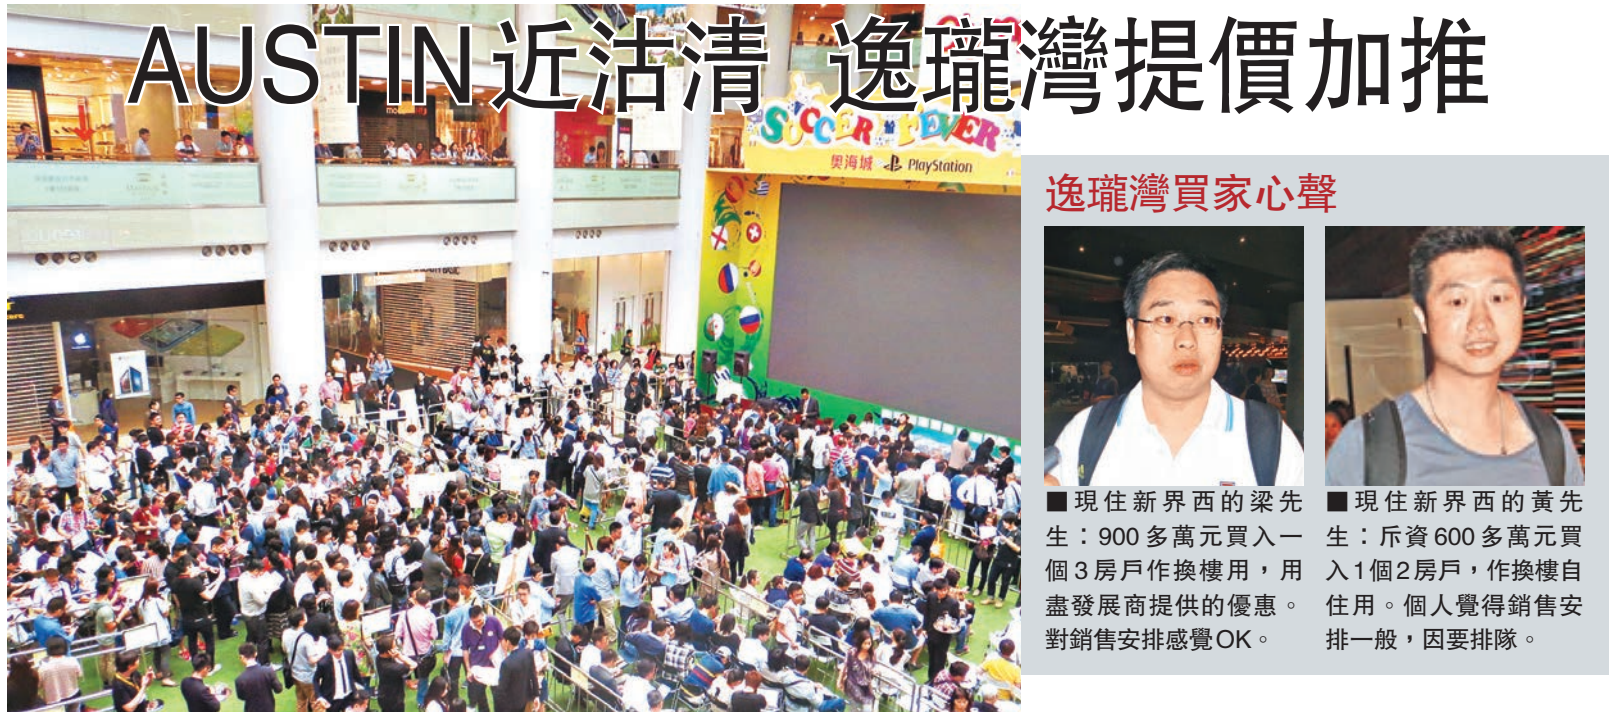 AUSTIN近沽清 逸瓏灣提價加推
SOCCER FEVER
奧海城 PlayStation
逸瓏灣買家心聲
■現住新界西的梁先
生：900多萬元買入一
個3房戶作換樓用，用
盡發展商提供的優惠。
對銷售安排感覺OK。
■現住新界西的黃先
生：斥資600多萬元買
入1個2房戶，作換樓自
住用。個人覺得銷售安
排一般，因要排隊。